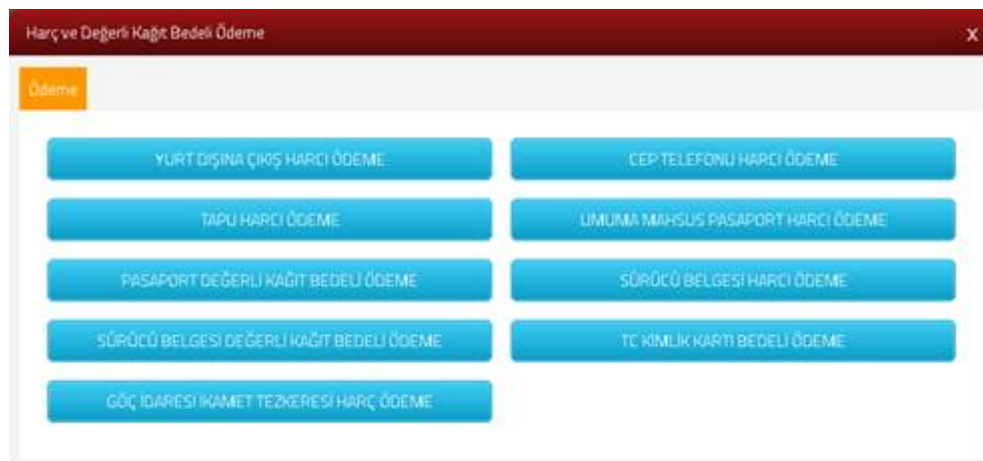 Harç ve Değerli Kağıt Bedeli Ödeme
X
Ödeme
YURT DIŞINA ÇIKIŞ HARCI ÖDEME
CEP TELEFONU HARCI ÖDEME
TAPU HARCI ÖDEME
UMUMA MAHSUS PASAPORT HARCI ÖDEME
PASAPORT DEĞERLİ KAĞIT BEDELİ ÖDEME
SÜRÜCÜ BELGESİ HARCI ÖDEME
SÜRÜCÜ BELGESİ DEĞERLİ KAĞIT BEDELİ ÖDEME
TC KİMLİK KARTI BEDELİ ÖDEME
GÖÇ İDARESİ İKAMET TEZKERESİ HARÇ ÖDEME